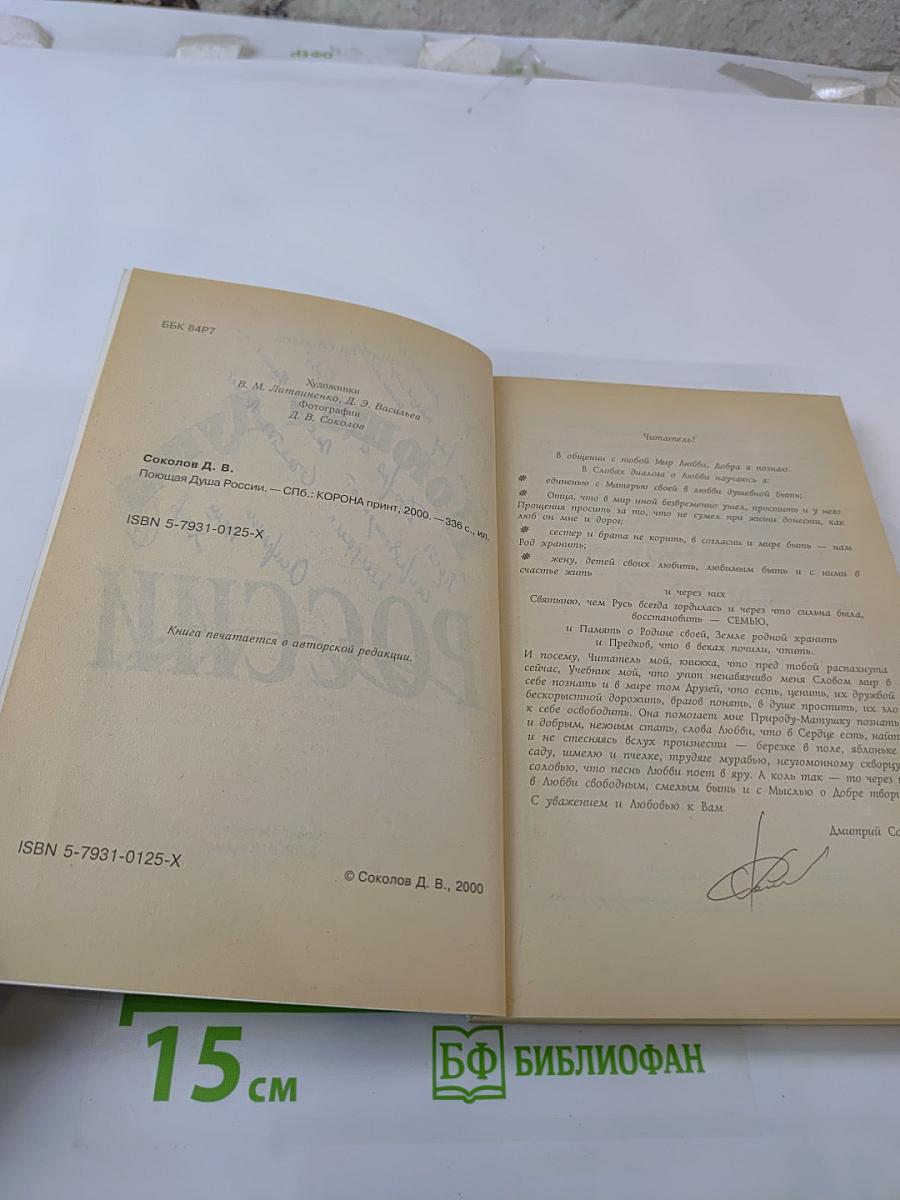 ББК 84Р7
Художники
В. М. Литвиненко, Д. Э. Васильев
Фотографии
Д. В. Соколов
Соколов Д. В.
Поющая Душа России. — СПб.: КОРОНА принт, 2000. — 336 с., ил.
ISBN 5-7931-0125-X
РОССИИ
Книга печатается в авторской редакции.
ISBN 5-7931-0125-X
© Соколов Д. В., 2000
Читатель!
В общении с тобой Мир Любви, Добра я познаю.
В Словах диалога о Любви научаюсь я:
единенью с Матерью своей в любви душевной быть;
Отца, что в мир иной безвременно ушел, простить и у него
Прощения просить за то, что не сумел при жизни донести, как
люб он мне и дорог;
сестер и брата не корить, в согласии и мире быть — нам
Род хранить;
жену, детей своих любить, любимым быть и с ними в
счастье жить
и через них
Святыню, чем Русь всегда гордилась и через что сильна была,
восстановить — СЕМЬЮ,
и Память о Родине своей, Земле родной хранить
и Предков, что в веках почили, чтить.
И посему, Читатель мой, книжка, что пред тобой распахнута
сейчас, Учебник мой, что учит ненавязчиво меня Словом мир в
себе познать и в мире том Друзей, что есть, ценить, их дружбой
бескорыстной дорожить, врагов понять, в душе простить, их зло
к себе освободить. Она помогает мне Природу-Матушку познать
и добрым, нежным стать, слова Любви, что в Сердце есть, найт
и не стесняясь вслух произнести — березке в поле, яблоньке
саду, шмелю и пчелке, трудяге муравью, неугомонному скворцу
соловью, что песнь Любви поет в яру. А коль так — то через
в Любви свободным, смелым быть и с Мыслью о Добре твори
С уважением и Любовью к Вам
Дмитрий Со
15 см
БФ БИБЛИОФАН